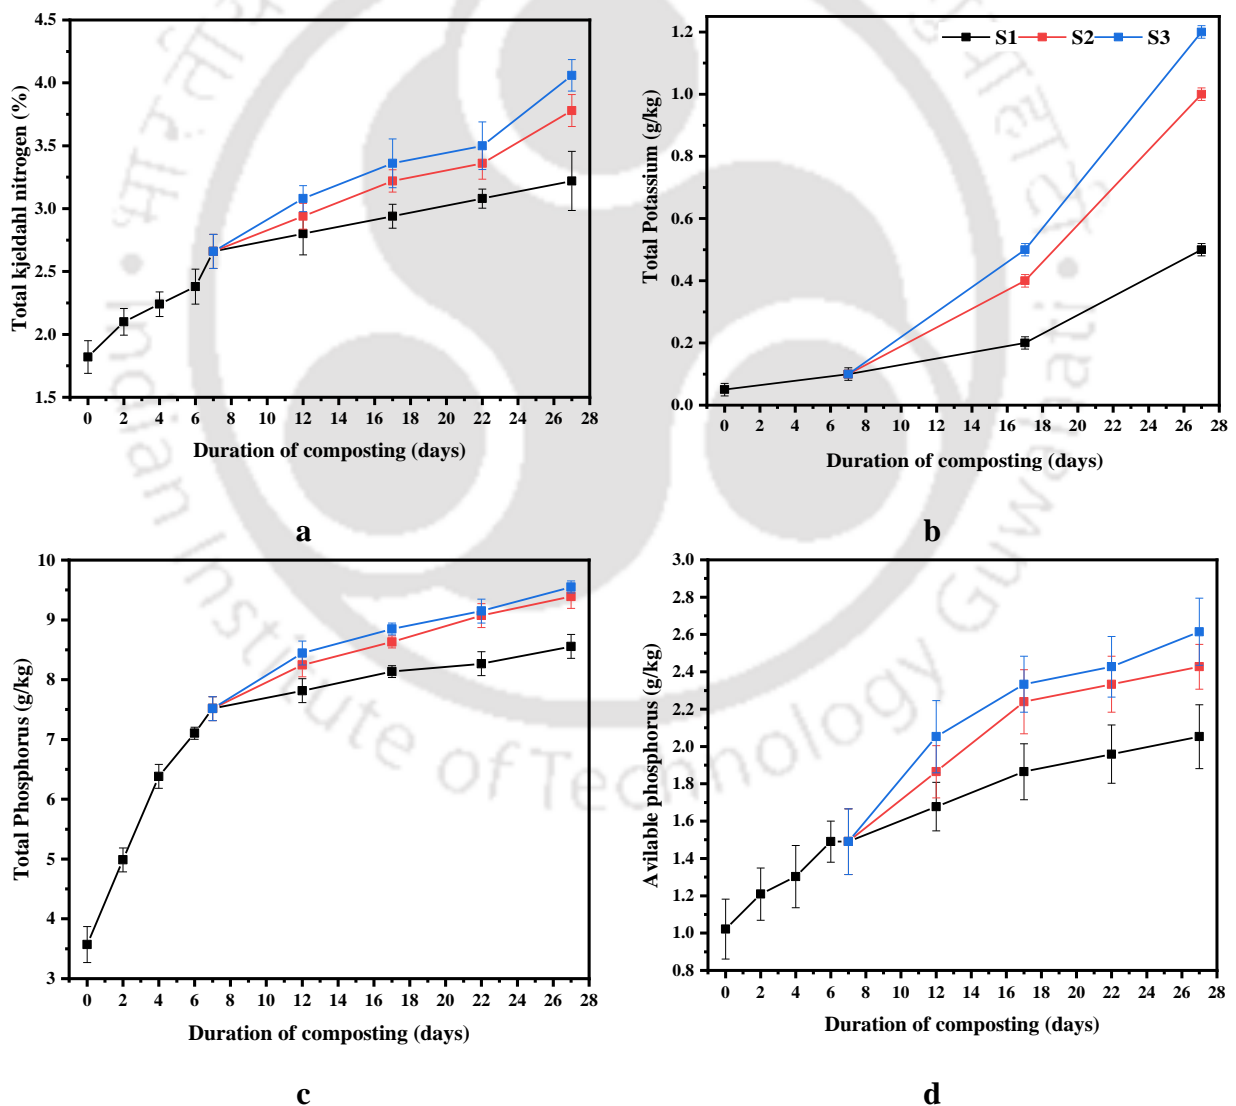 4.5
4.0
3.5
3.0
2.5
2.0
1.5
Total kjeldahl nitrogen (%)
0 2 4 6 8 10 12 14 16 18 20 22 24 26 28
Duration of composting (days)
a
S1 S2 S3
1.2
1.0
0.8
0.6
0.4
0.2
0.0
Total Potassium (g/kg)
0 2 4 6 8 10 12 14 16 18 20 22 24 26 28
Duration of composting (days)
b
10
9
8
7
6
5
4
3
Total Phosphorus (g/kg)
0 2 4 6 8 10 12 14 16 18 20 22 24 26 28
Duration of composting (days)
c
3.0
2.8
2.6
2.4
2.2
2.0
1.8
1.6
1.4
1.2
1.0
0.8
Avilable phosphorus (g/kg)
0 2 4 6 8 10 12 14 16 18 20 22 24 26 28
Duration of composting (days)
d
Indian Institute of Technology Guwahati